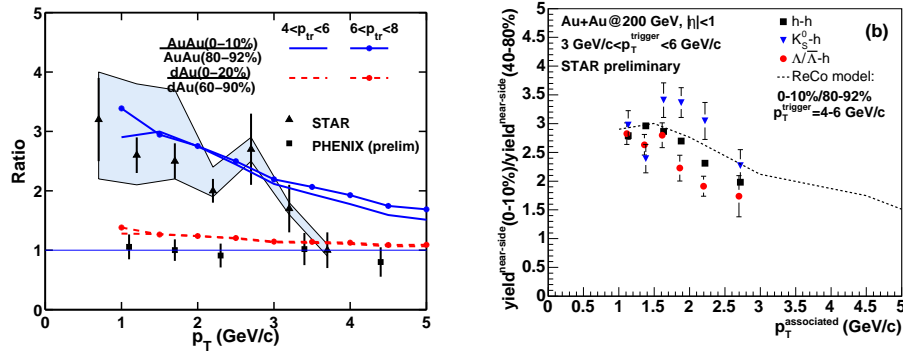 4<p_tr<6 6<p_tr<8
AuAu(0−10%)
AuAu(80−92%)
dAu(0−20%)
dAu(60−90%)
STAR
PHENIX (prelim)
Ratio
5
4
3
2
1
0
0 1 2 3 4 5
p_T (GeV/c)
(b)
Au+Au@200 GeV, |η|<1
3 GeV/c<p_T^trigger<6 GeV/c
STAR preliminary
h-h
K_S^0-h
Λ/Λ̅-h
ReCo model:
0-10%/80-92%
p_T^trigger=4-6 GeV/c
yield^near-side(0-10%)/yield^near-side(40-80%)
5
4.5
4
3.5
3
2.5
2
1.5
1
0.5
0
0 0.5 1 1.5 2 2.5 3 3.5 4 4.5 5
p_T^associated [GeV/c]